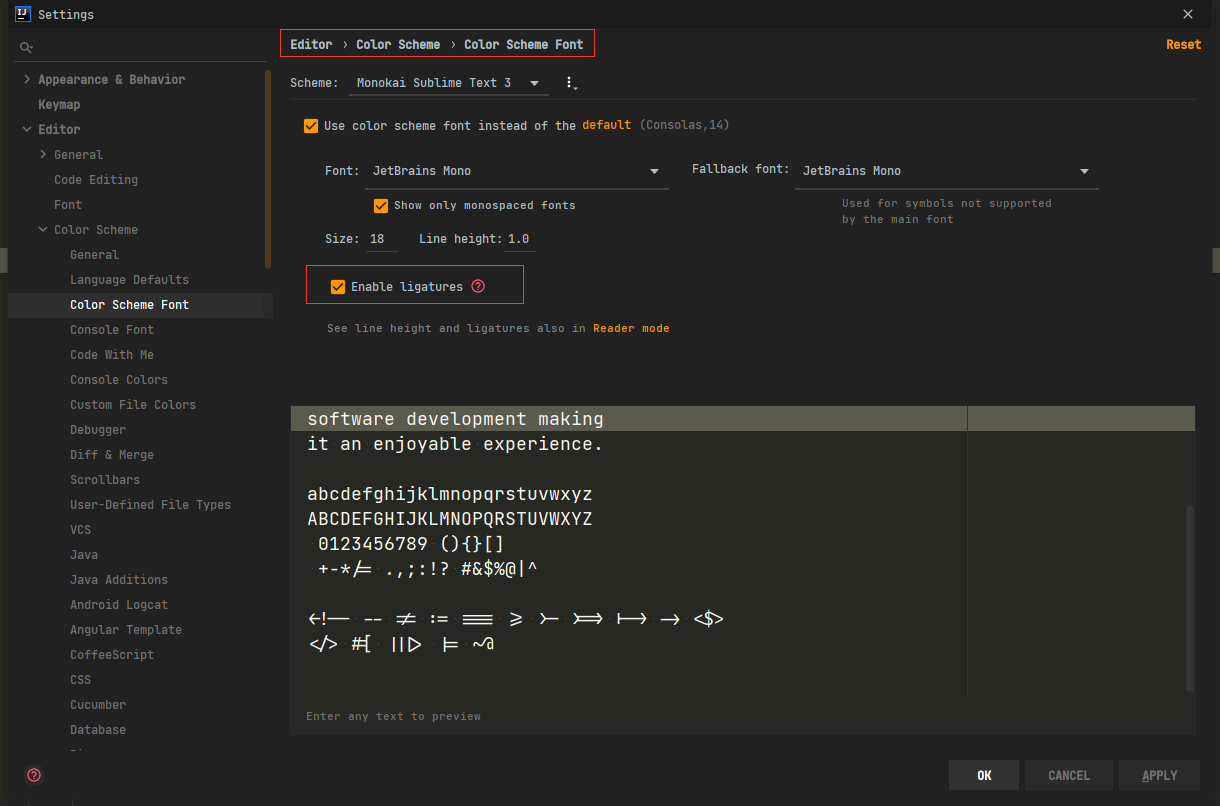 IJ Settings
Editor › Color Scheme › Color Scheme Font
Reset
Appearance & Behavior
Keymap
Editor
General
Code Editing
Font
Color Scheme
General
Language Defaults
Color Scheme Font
Console Font
Code With Me
Console Colors
Custom File Colors
Debugger
Diff & Merge
Scrollbars
User-Defined File Types
VCS
Java
Java Additions
Android Logcat
Angular Template
CoffeeScript
CSS
Cucumber
Database
Scheme: Monokai Sublime Text 3
Use color scheme font instead of the default (Consolas,14)
Font: JetBrains Mono
Fallback font: JetBrains Mono
Show only monospaced fonts
Used for symbols not supported
by the main font
Size: 18 Line height: 1.0
Enable ligatures ?
See line height and ligatures also in Reader mode
software development making
it an enjoyable experience.
abcdefghijklmnopqrstuvwxyz
ABCDEFGHIJKLMNOPQRSTUVWXYZ
0123456789 (){}[]
+-*/= .,;:!? #&$%@|^
<!-- -- != := === >= >- >=> |-> -> <$>
</> #[ ||> |= ~@
Enter any text to preview
?
OK CANCEL APPLY